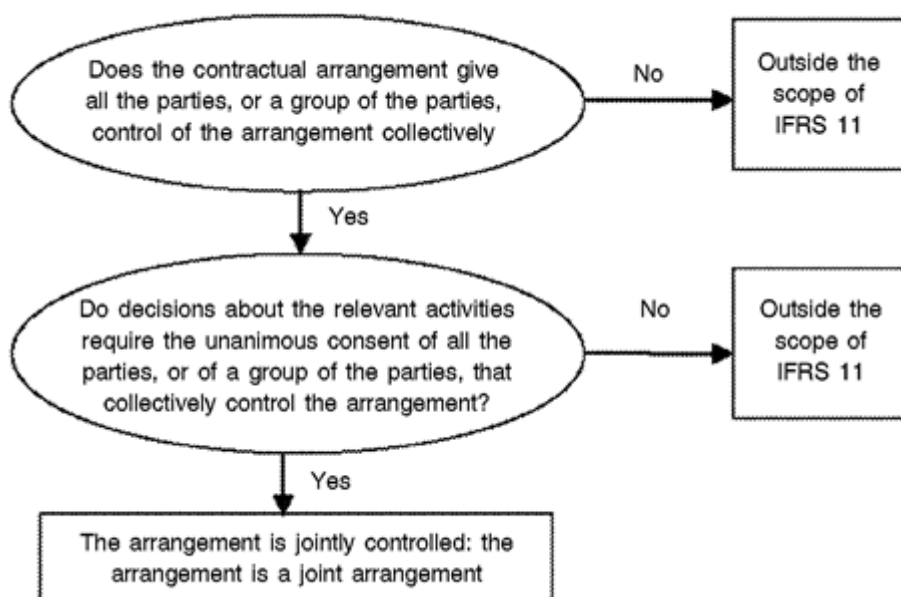 Does the contractual arrangement give
all the parties, or a group of the parties,
control of the arrangement collectively
No
Outside the
scope of
IFRS 11
Yes
Do decisions about the relevant activities
require the unanimous consent of all the
parties, or of a group of the parties, that
collectively control the arrangement?
No
Outside the
scope of
IFRS 11
Yes
The arrangement is jointly controlled: the
arrangement is a joint arrangement